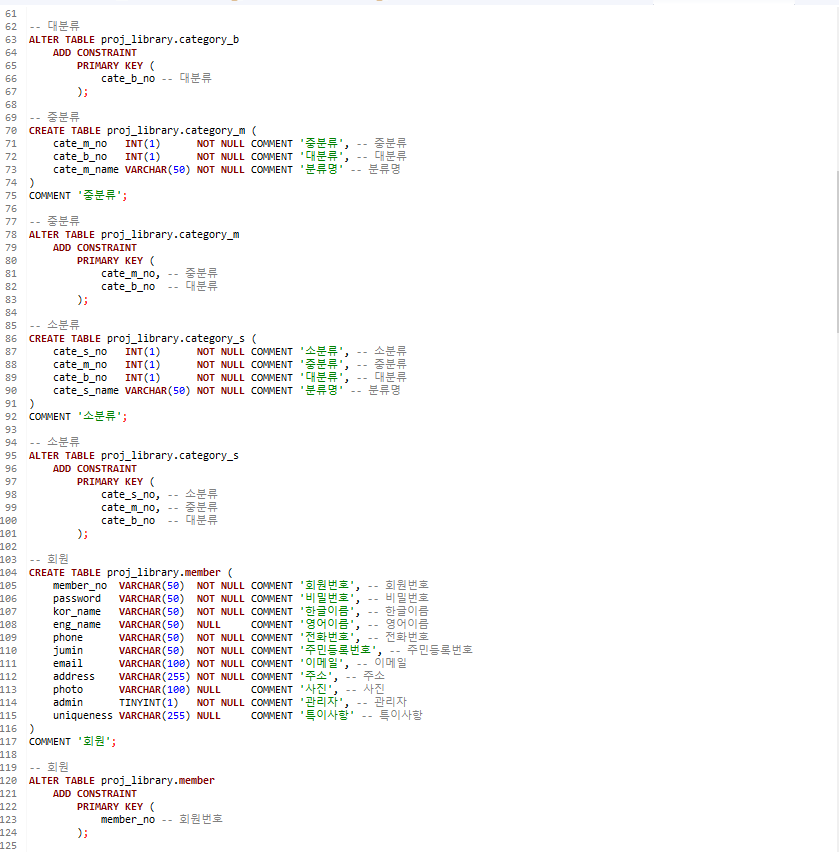 61
62 -- 대분류
63 ALTER TABLE proj_library.category_b
64     ADD CONSTRAINT
65         PRIMARY KEY (
66             cate_b_no -- 대분류
67         );
68
69 -- 중분류
70 CREATE TABLE proj_library.category_m (
71     cate_m_no   INT(1)      NOT NULL COMMENT '중분류', -- 중분류
72     cate_b_no   INT(1)      NOT NULL COMMENT '대분류', -- 대분류
73     cate_m_name VARCHAR(50) NOT NULL COMMENT '분류명' -- 분류명
74 )
75 COMMENT '중분류';
76
77 -- 중분류
78 ALTER TABLE proj_library.category_m
79     ADD CONSTRAINT
80         PRIMARY KEY (
81             cate_m_no, -- 중분류
82             cate_b_no  -- 대분류
83         );
84
85 -- 소분류
86 CREATE TABLE proj_library.category_s (
87     cate_s_no   INT(1)      NOT NULL COMMENT '소분류', -- 소분류
88     cate_m_no   INT(1)      NOT NULL COMMENT '중분류', -- 중분류
89     cate_b_no   INT(1)      NOT NULL COMMENT '대분류', -- 대분류
90     cate_s_name VARCHAR(50) NOT NULL COMMENT '분류명' -- 분류명
91 )
92 COMMENT '소분류';
93
94 -- 소분류
95 ALTER TABLE proj_library.category_s
96     ADD CONSTRAINT
97         PRIMARY KEY (
98             cate_s_no, -- 소분류
99             cate_m_no, -- 중분류
100             cate_b_no  -- 대분류
101         );
102
103 -- 회원
104 CREATE TABLE proj_library.member (
105     member_no  VARCHAR(50)  NOT NULL COMMENT '회원번호', -- 회원번호
106     password   VARCHAR(50)  NOT NULL COMMENT '비밀번호', -- 비밀번호
107     kor_name   VARCHAR(50)  NOT NULL COMMENT '한글이름', -- 한글이름
108     eng_name   VARCHAR(50)  NULL     COMMENT '영어이름', -- 영어이름
109     phone      VARCHAR(50)  NOT NULL COMMENT '전화번호', -- 전화번호
110     jumin      VARCHAR(50)  NOT NULL COMMENT '주민등록번호', -- 주민등록번호
111     email      VARCHAR(100) NOT NULL COMMENT '이메일', -- 이메일
112     address    VARCHAR(255) NOT NULL COMMENT '주소', -- 주소
113     photo      VARCHAR(100) NULL     COMMENT '사진', -- 사진
114     admin      TINYINT(1)   NOT NULL COMMENT '관리자', -- 관리자
115     uniqueness VARCHAR(255) NULL     COMMENT '특이사항' -- 특이사항
116 )
117 COMMENT '회원';
118
119 -- 회원
120 ALTER TABLE proj_library.member
121     ADD CONSTRAINT
122         PRIMARY KEY (
123             member_no -- 회원번호
124         );
125